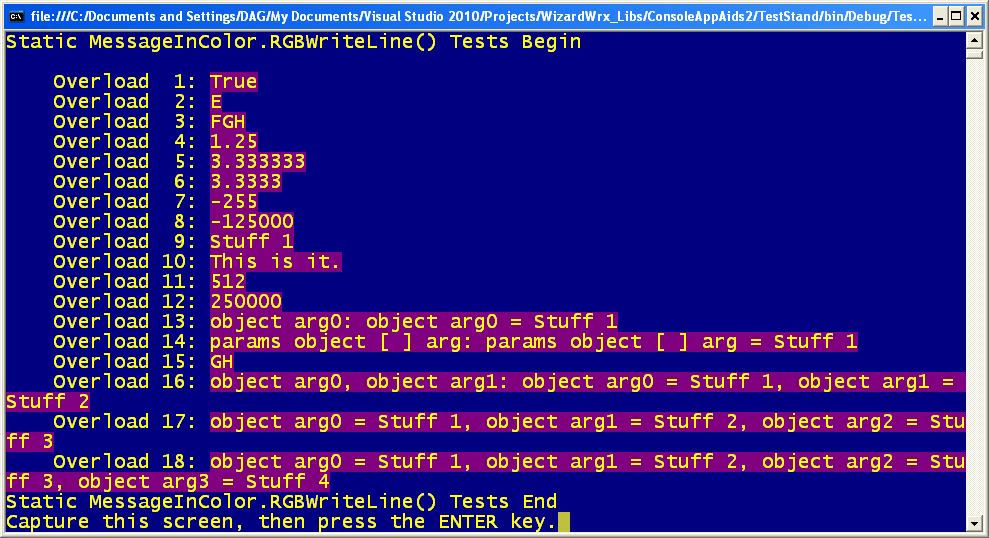 file:///C:/Documents and Settings/DAG/My Documents/Visual Studio 2010/Projects/WizardWrx_Libs/ConsoleAppAids2/TestStand/bin/Debug/Tes...
Static MessageInColor.RGBWriteLine() Tests Begin
Overload  1: True
Overload  2: E
Overload  3: FGH
Overload  4: 1.25
Overload  5: 3.333333
Overload  6: 3.3333
Overload  7: -255
Overload  8: -125000
Overload  9: Stuff 1
Overload 10: This is it.
Overload 11: 512
Overload 12: 250000
Overload 13: object arg0: object arg0 = Stuff 1
Overload 14: params object [ ] arg: params object [ ] arg = Stuff 1
Overload 15: GH
Overload 16: object arg0, object arg1: object arg0 = Stuff 1, object arg1 =
Stuff 2
Overload 17: object arg0 = Stuff 1, object arg1 = Stuff 2, object arg2 = Stu
ff 3
Overload 18: object arg0 = Stuff 1, object arg1 = Stuff 2, object arg2 = Stu
ff 3, object arg3 = Stuff 4
Static MessageInColor.RGBWriteLine() Tests End
Capture this screen, then press the ENTER key.